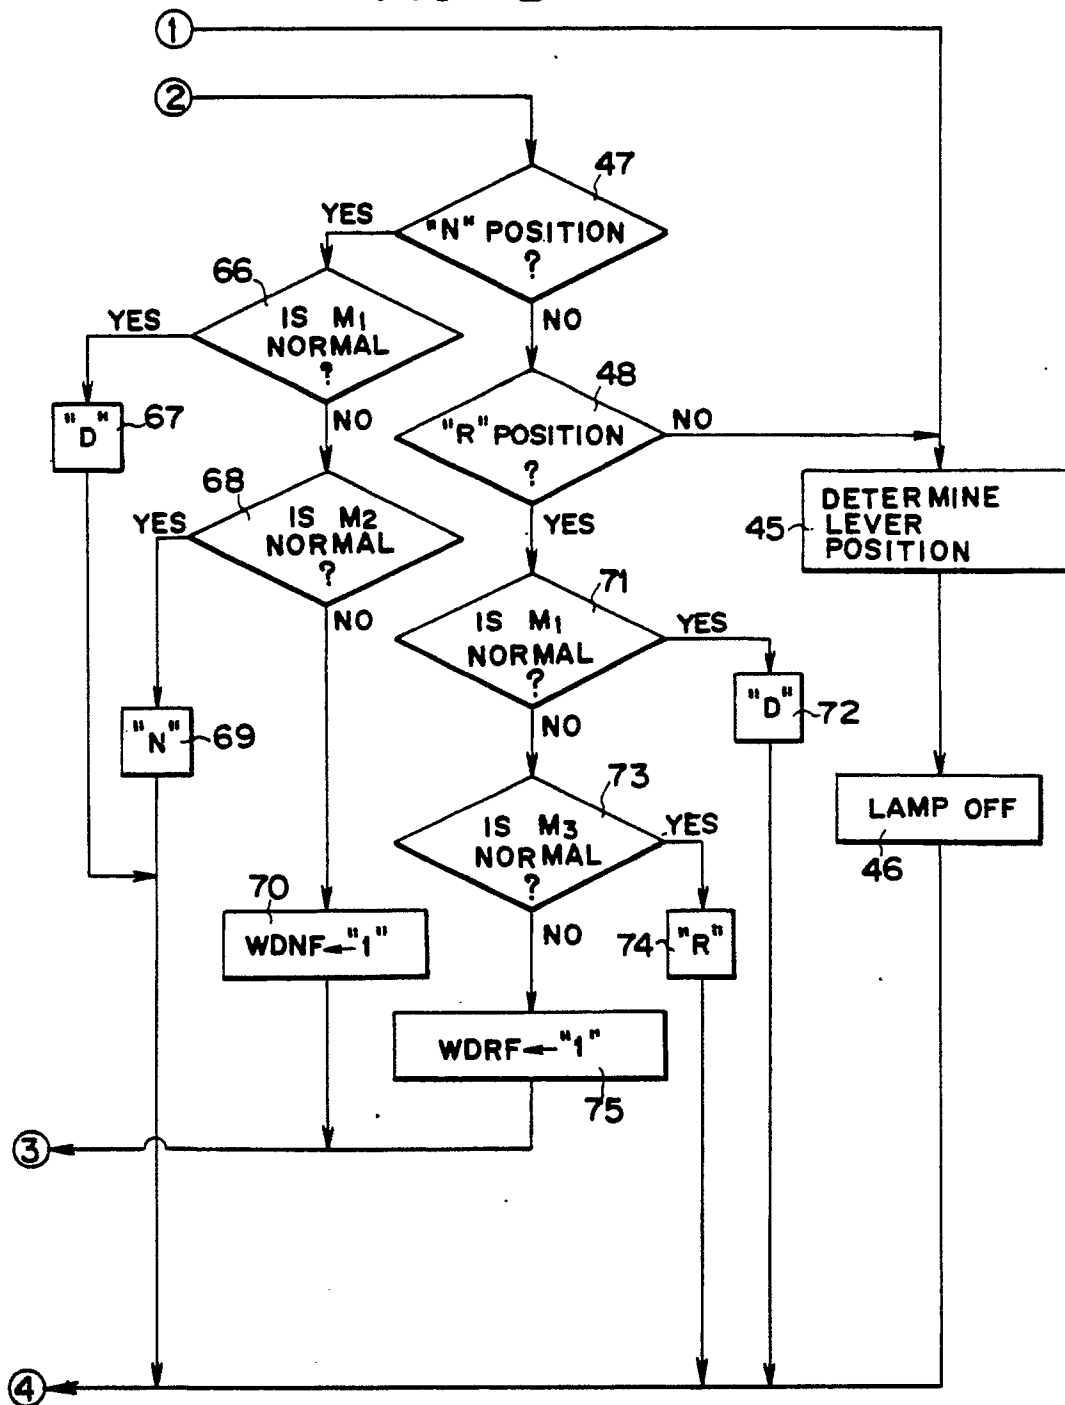 ①
②
47
YES
"N" POSITION
?
66
NO
YES
IS M1
NORMAL
?
48
"D"
67
NO
"R" POSITION
?
NO
68
YES
IS M2
NORMAL
?
YES
DETERMINE
LEVER
POSITION
45
71
NO
IS M1
NORMAL
?
YES
"D"
72
"N"
69
NO
73
IS M3
NORMAL
?
YES
LAMP OFF
46
70
WDNF←"1"
NO
74
"R"
WDRF←"1"
75
③
④